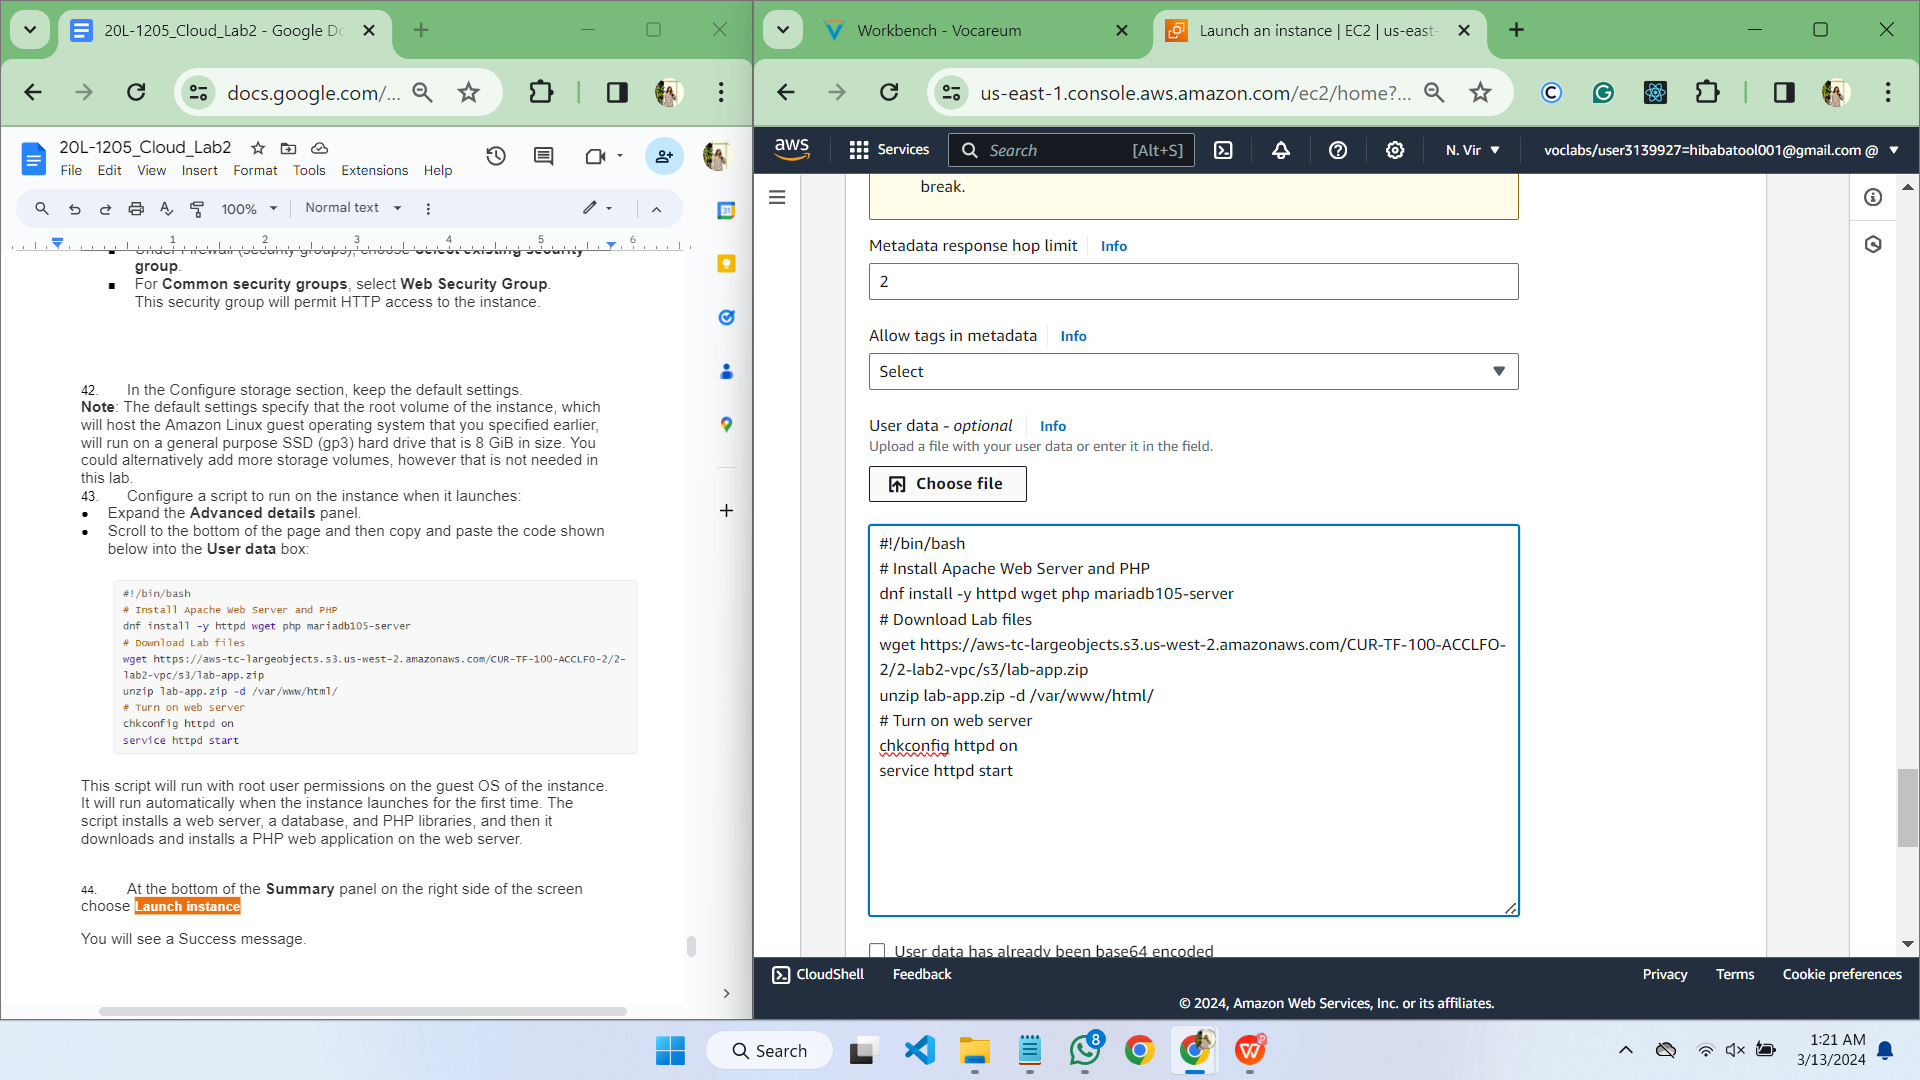 20L-1205_Cloud_Lab2 - Google Do
docs.google.com/...
20L-1205_Cloud_Lab2
File Edit View Insert Format Tools Extensions Help
100% Normal text
1 2 3 4 5 6
Under Firewall (security groups), choose Select existing security
group.
For Common security groups, select Web Security Group.
This security group will permit HTTP access to the instance.
42. In the Configure storage section, keep the default settings.
Note: The default settings specify that the root volume of the instance, which
will host the Amazon Linux guest operating system that you specified earlier,
will run on a general purpose SSD (gp3) hard drive that is 8 GiB in size. You
could alternatively add more storage volumes, however that is not needed in
this lab.
43. Configure a script to run on the instance when it launches:
Expand the Advanced details panel.
Scroll to the bottom of the page and then copy and paste the code shown
below into the User data box:
#!/bin/bash
# Install Apache Web Server and PHP
dnf install -y httpd wget php mariadb105-server
# Download Lab files
wget https://aws-tc-largeobjects.s3.us-west-2.amazonaws.com/CUR-TF-100-ACCLFO-2/2-
lab2-vpc/s3/lab-app.zip
unzip lab-app.zip -d /var/www/html/
# Turn on web server
chkconfig httpd on
service httpd start
This script will run with root user permissions on the guest OS of the instance.
It will run automatically when the instance launches for the first time. The
script installs a web server, a database, and PHP libraries, and then it
downloads and installs a PHP web application on the web server.
44. At the bottom of the Summary panel on the right side of the screen
choose Launch instance
You will see a Success message.
Workbench - Vocareum
Launch an instance | EC2 | us-east-
us-east-1.console.aws.amazon.com/ec2/home?...
aws Services Search [Alt+S] N. Vir voclabs/user3139927=hibabatool001@gmail.com @
break.
Metadata response hop limit Info
2
Allow tags in metadata Info
Select
User data - optional Info
Upload a file with your user data or enter it in the field.
Choose file
#!/bin/bash
# Install Apache Web Server and PHP
dnf install -y httpd wget php mariadb105-server
# Download Lab files
wget https://aws-tc-largeobjects.s3.us-west-2.amazonaws.com/CUR-TF-100-ACCLFO-
2/2-lab2-vpc/s3/lab-app.zip
unzip lab-app.zip -d /var/www/html/
# Turn on web server
chkconfig httpd on
service httpd start
User data has already been base64 encoded
CloudShell Feedback Privacy Terms Cookie preferences
© 2024, Amazon Web Services, Inc. or its affiliates.
Search
8
1:21 AM
3/13/2024